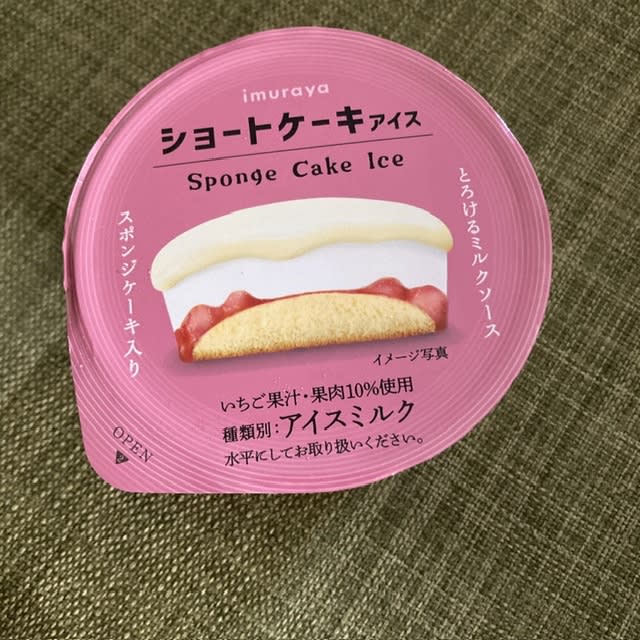 imuraya
ショートケーキアイス
Sponge Cake Ice
スポンジケーキ入り
とろけるミルクソース
イメージ写真
いちご果汁・果肉10%使用
種類別:アイスミルク
水平にしてお取り扱いください。
OPEN